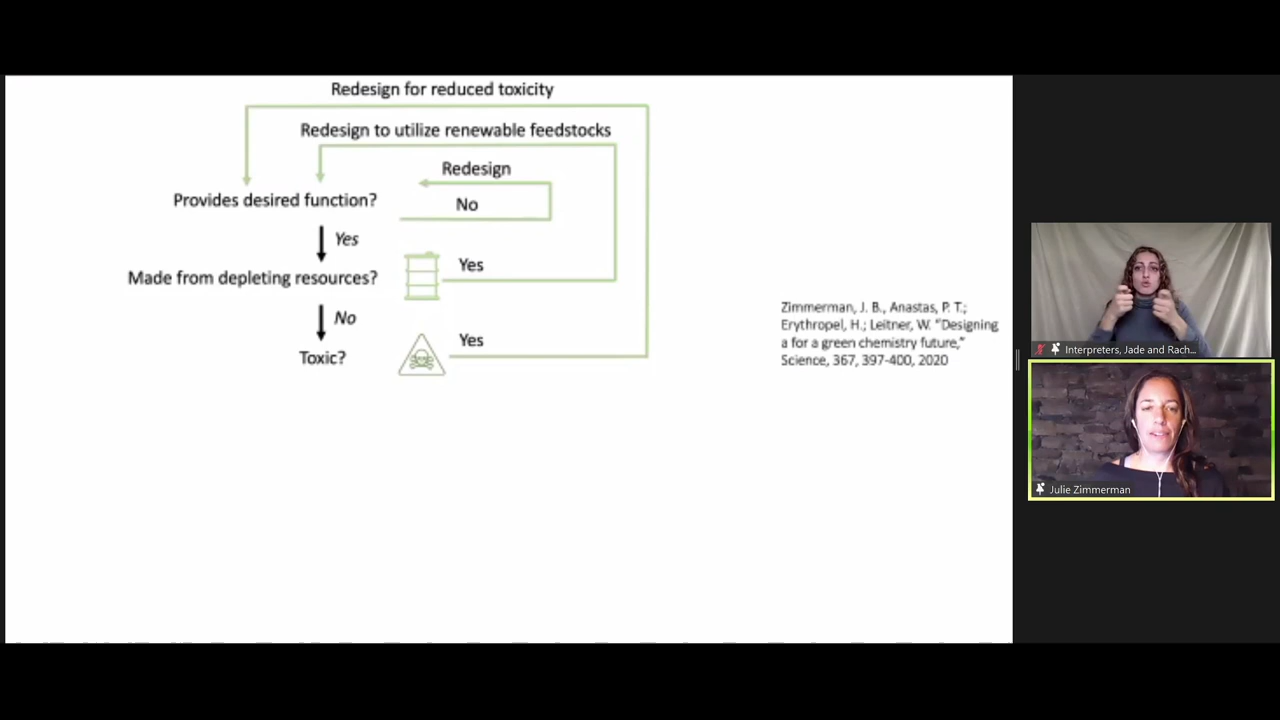 Redesign for reduced toxicity
Redesign to utilize renewable feedstocks
Redesign
Provides desired function?
No
Yes
Made from depleting resources?
Yes
No
Toxic?
Yes
Zimmerman, J. B., Anastas, P. T.;
Erythropel, H.; Leitner, W. "Designing
a for a green chemistry future,"
Science, 367, 397-400, 2020
Interpreters, Jade and Rach...
Julie Zimmerman